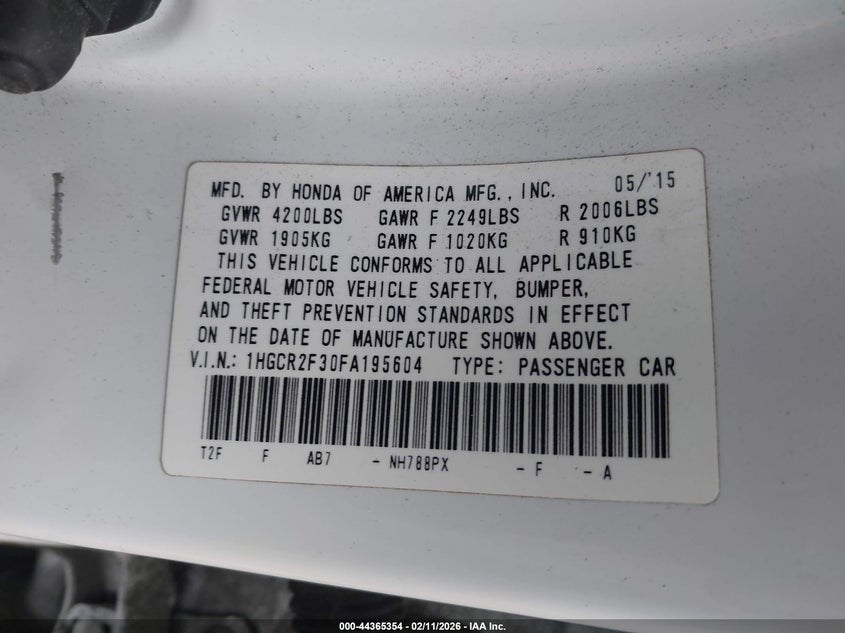 MFD. BY HONDA OF AMERICA MFG., INC. 05/'15
GVWR 4200LBS GAWR F 2249LBS R 2006LBS
GVWR 1905KG GAWR F 1020KG R 910KG
THIS VEHICLE CONFORMS TO ALL APPLICABLE
FEDERAL MOTOR VEHICLE SAFETY, BUMPER,
AND THEFT PREVENTION STANDARDS IN EFFECT
ON THE DATE OF MANUFACTURE SHOWN ABOVE.
V.I.N.: 1HGCR2F30FA195604 TYPE: PASSENGER CAR
T2F F AB7 - NH788PX - F - A
000-44365354 - 02/11/2026 - IAA Inc.